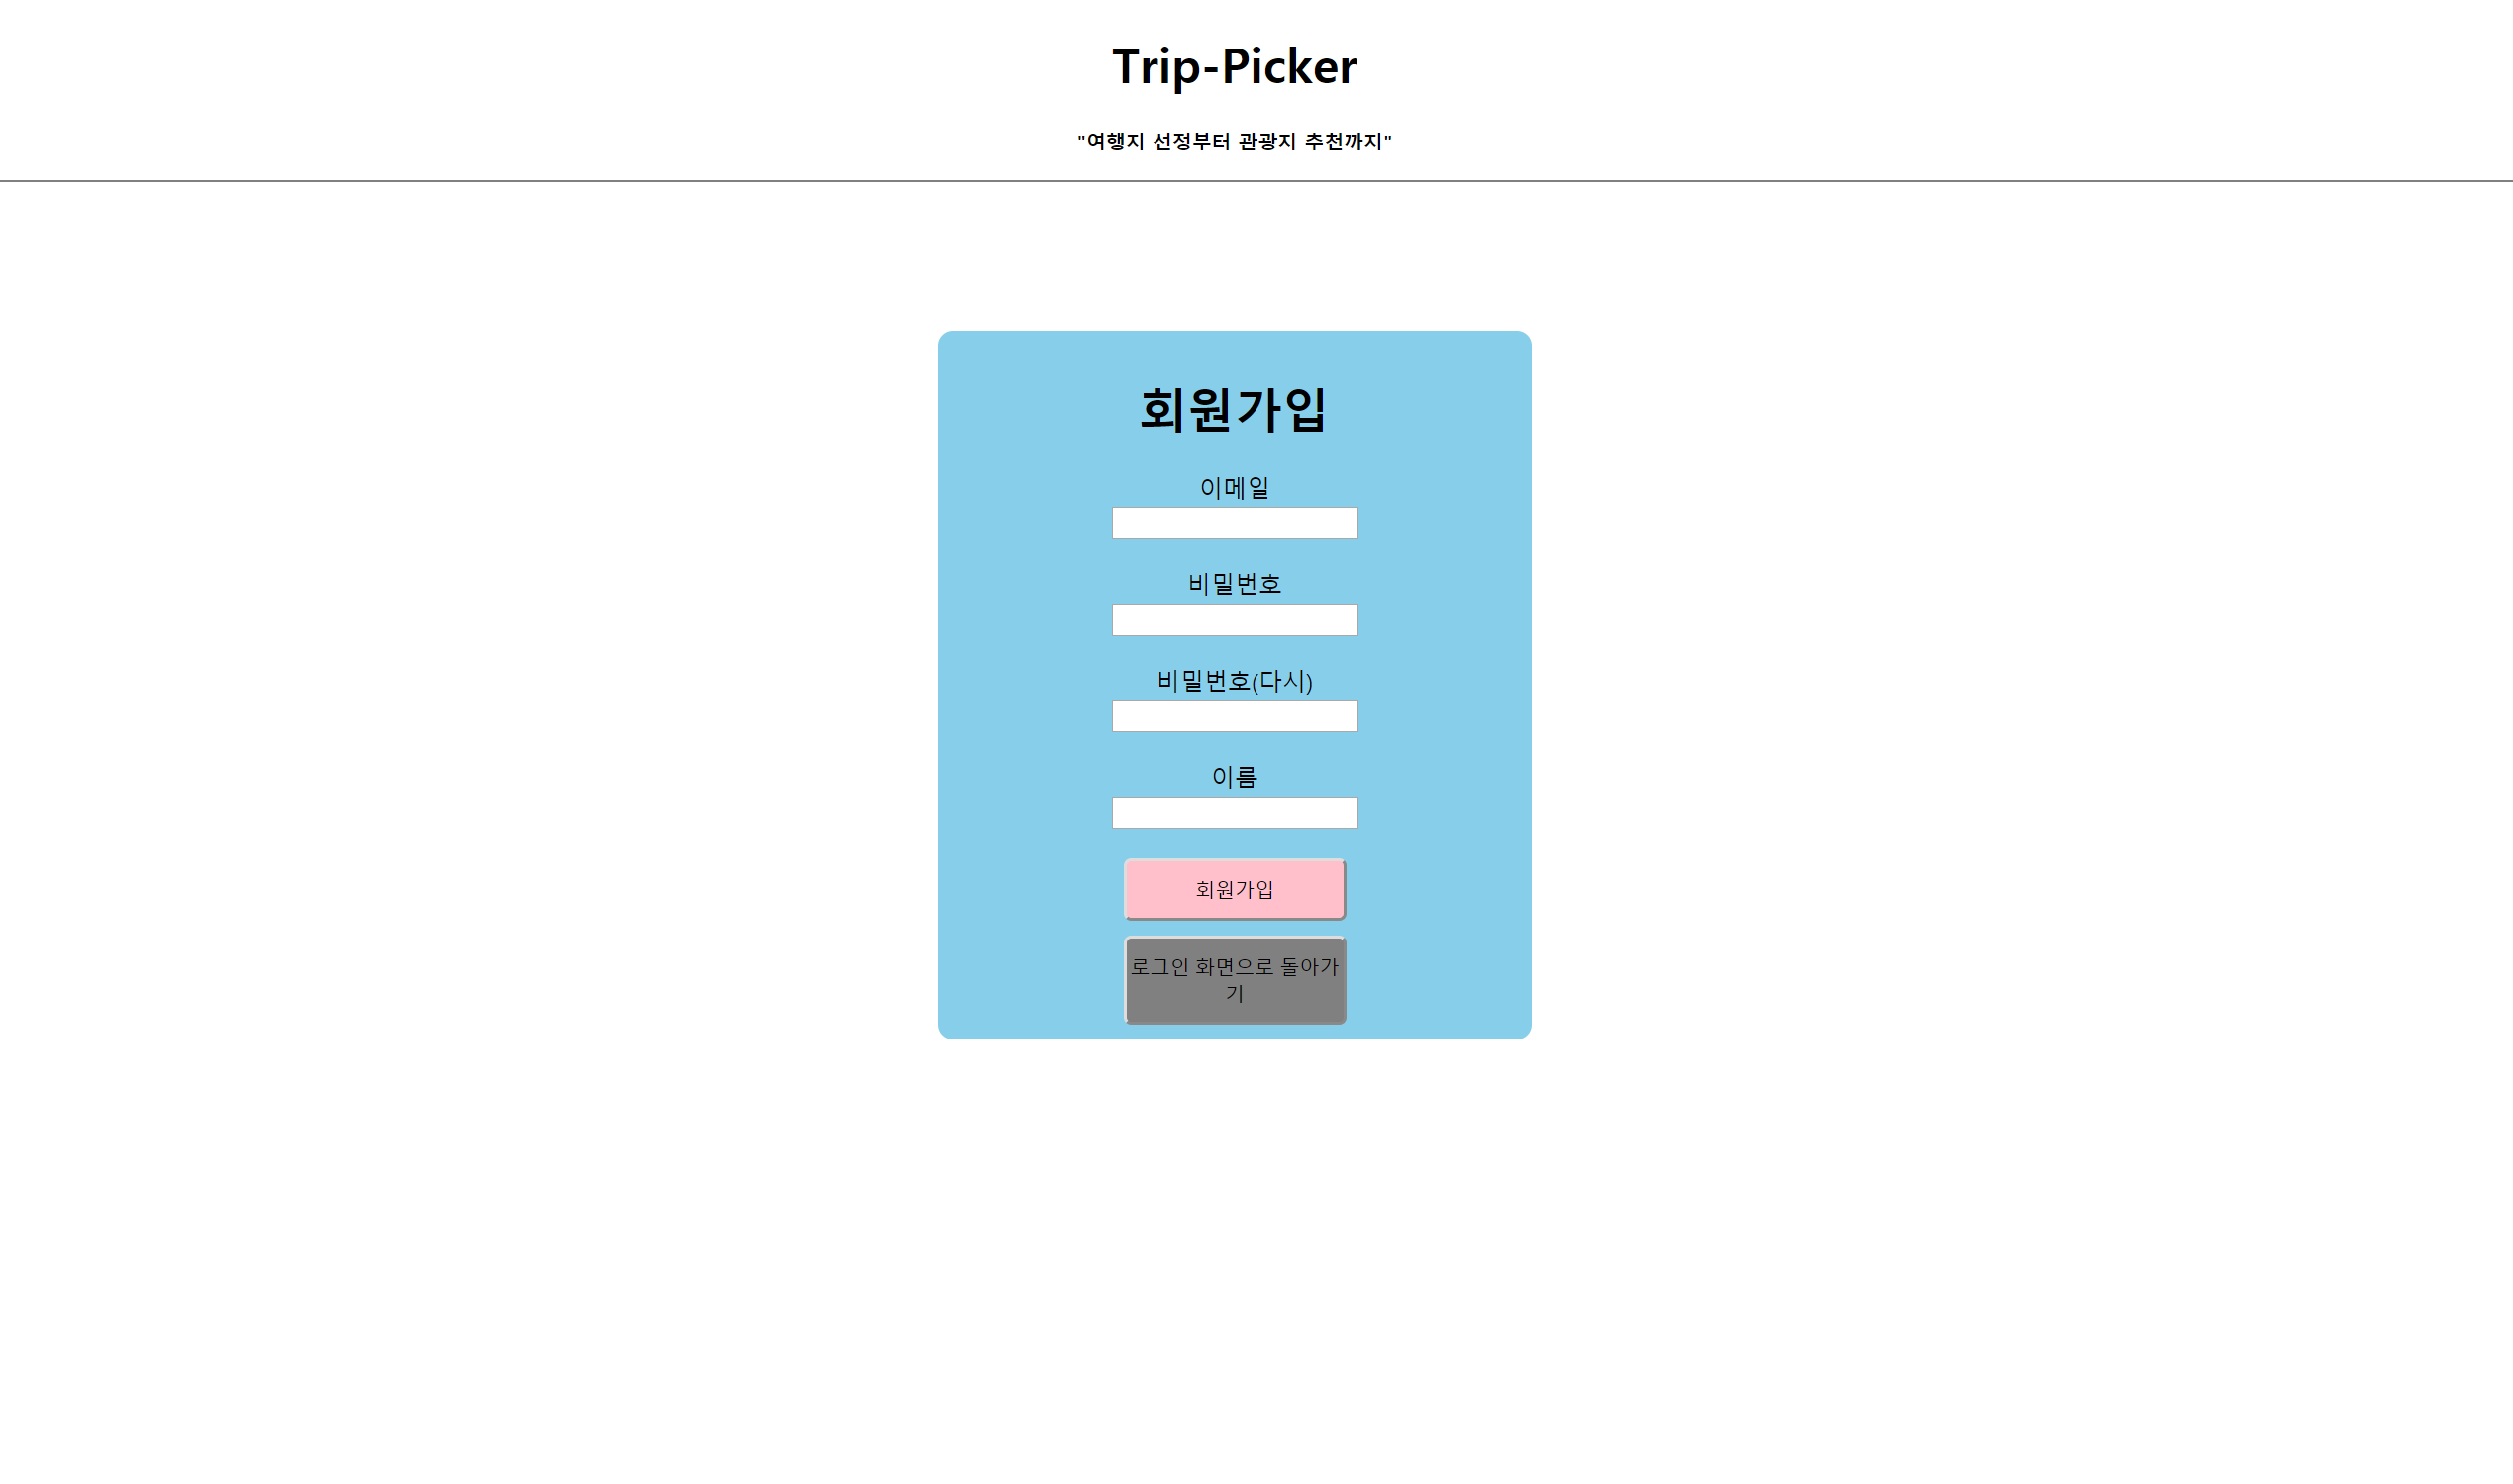 Trip-Picker
"여행지 선정부터 관광지 추천까지"
회원가입
이메일
비밀번호
비밀번호(다시)
이름
회원가입
로그인 화면으로 돌아가
기